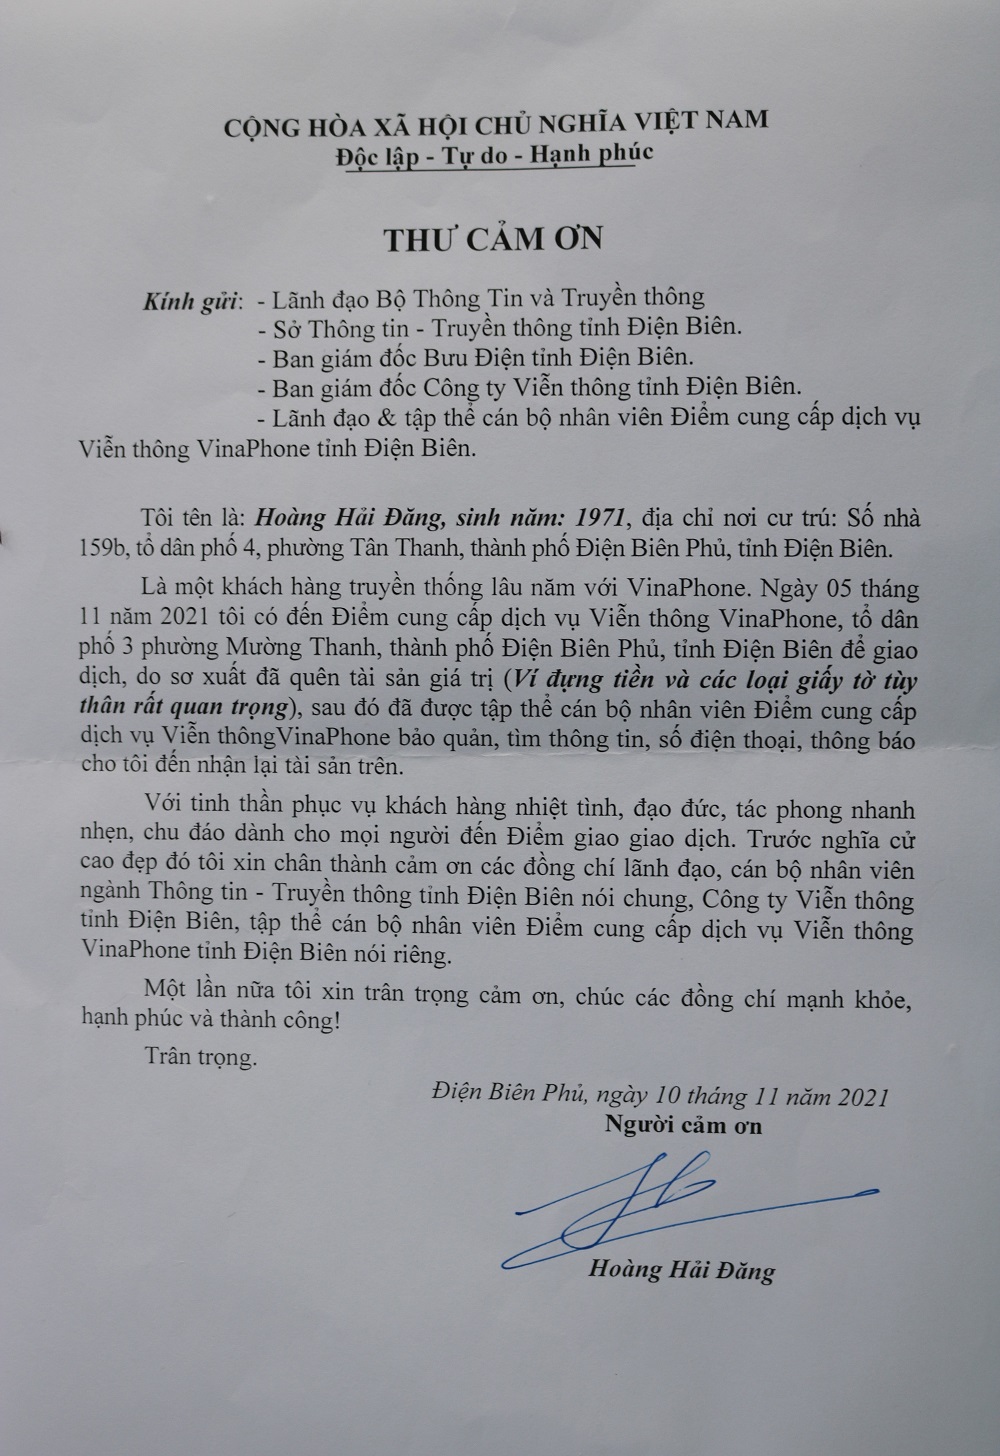 CỘNG HÒA XÃ HỘI CHỦ NGHĨA VIỆT NAM
Độc lập - Tự do - Hạnh phúc
THƯ CẢM ƠN
Kính gửi: - Lãnh đạo Bộ Thông Tin và Truyền thông
- Sở Thông tin - Truyền thông tỉnh Điện Biên.
- Ban giám đốc Bưu Điện tỉnh Điện Biên.
- Ban giám đốc Công ty Viễn thông tỉnh Điện Biên.
- Lãnh đạo & tập thể cán bộ nhân viên Điểm cung cấp dịch vụ
Viễn thông VinaPhone tỉnh Điện Biên.
Tôi tên là: Hoàng Hải Đăng, sinh năm: 1971, địa chỉ nơi cư trú: Số nhà
159b, tổ dân phố 4, phường Tân Thanh, thành phố Điện Biên Phủ, tỉnh Điện Biên.
Là một khách hàng truyền thống lâu năm với VinaPhone. Ngày 05 tháng
11 năm 2021 tôi có đến Điểm cung cấp dịch vụ Viễn thông VinaPhone, tổ dân
phố 3 phường Mường Thanh, thành phố Điện Biên Phủ, tỉnh Điện Biên để giao
dịch, do sơ xuất đã quên tài sản giá trị (Ví đựng tiền và các loại giấy tờ tùy
thân rất quan trọng), sau đó đã được tập thể cán bộ nhân viên Điểm cung cấp
dịch vụ Viễn thôngVinaPhone bảo quản, tìm thông tin, số điện thoại, thông báo
cho tôi đến nhận lại tài sản trên.
Với tinh thần phục vụ khách hàng nhiệt tình, đạo đức, tác phong nhanh
nhẹn, chu đáo dành cho mọi người đến Điểm giao giao dịch. Trước nghĩa cử
cao đẹp đó tôi xin chân thành cảm ơn các đồng chí lãnh đạo, cán bộ nhân viên
ngành Thông tin - Truyền thông tỉnh Điện Biên nói chung, Công ty Viễn thông
tỉnh Điện Biên, tập thể cán bộ nhân viên Điểm cung cấp dịch vụ Viễn thông
VinaPhone tỉnh Điện Biên nói riêng.
Một lần nữa tôi xin trân trọng cảm ơn, chúc các đồng chí mạnh khỏe,
hạnh phúc và thành công!
Trân trọng.
Điện Biên Phủ, ngày 10 tháng 11 năm 2021
Người cảm ơn
Hoàng Hải Đăng